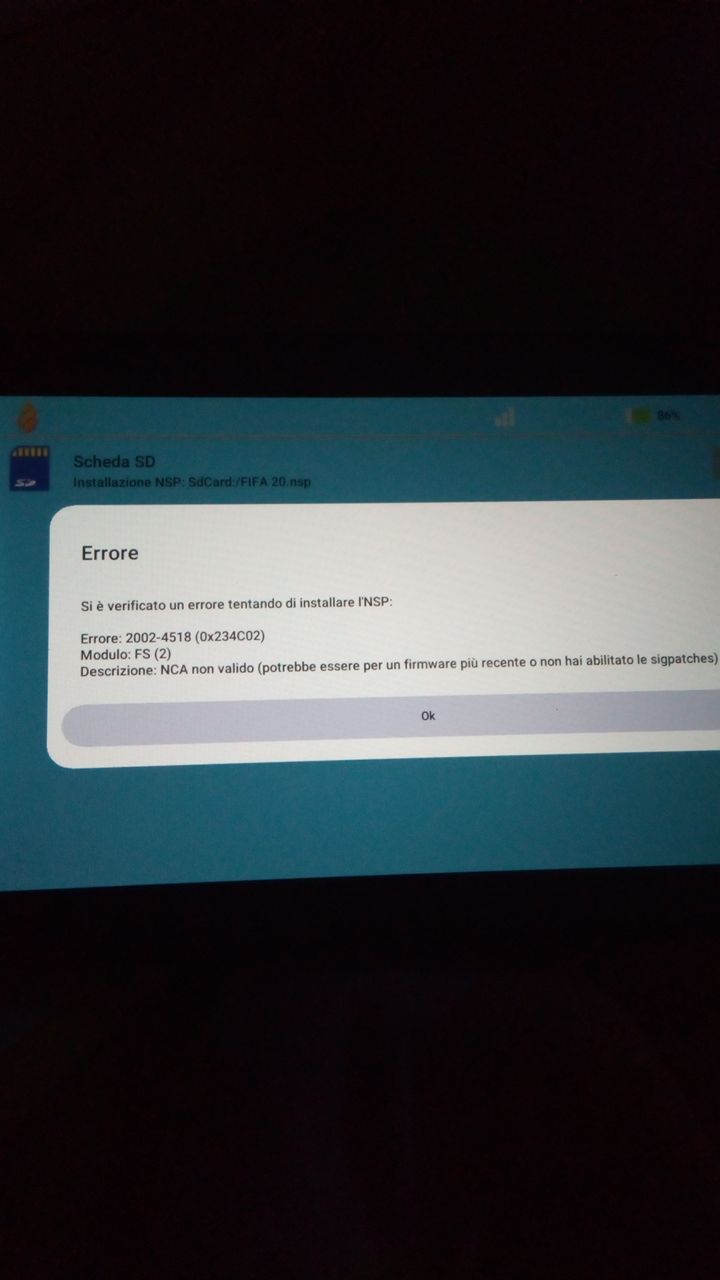 86%
Scheda SD
Installazione NSP: SdCard:/FIFA 20.nsp
Errore
Si è verificato un errore tentando di installare l'NSP:
Errore: 2002-4518 (0x234C02)
Modulo: FS (2)
Descrizione: NCA non valido (potrebbe essere per un firmware più recente o non hai abilitato le sigpatches)
Ok